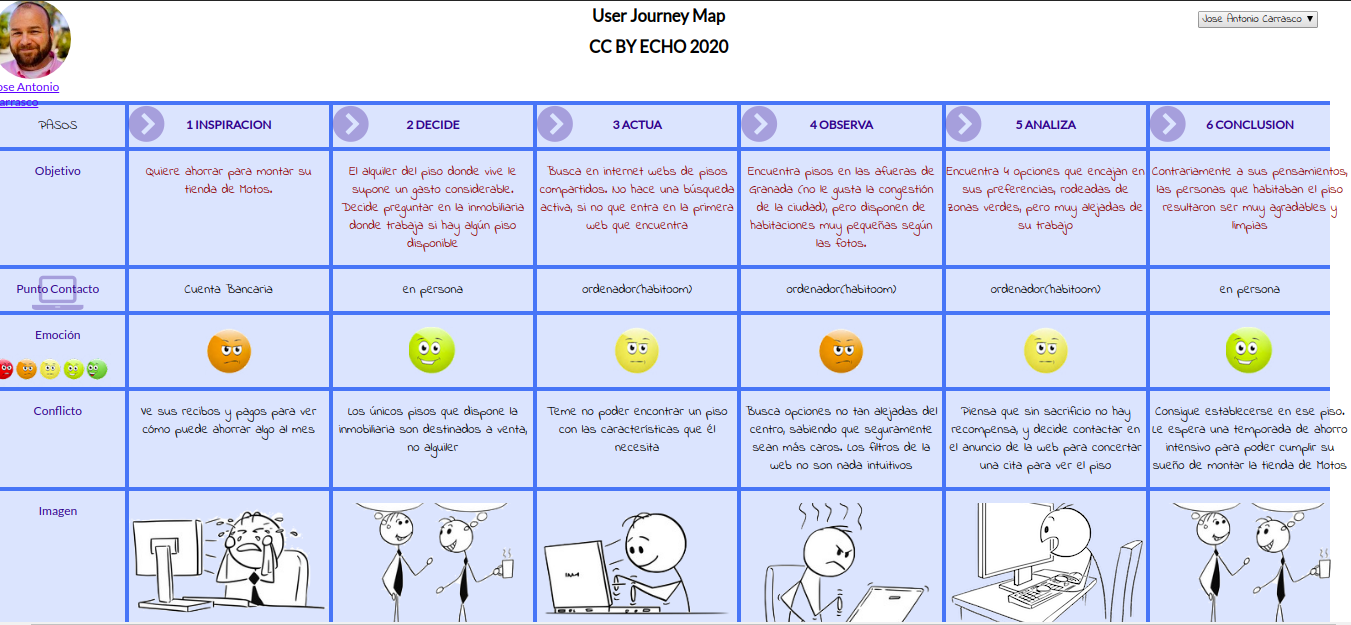 User Journey Map
Jose Antonio Carrasco ▼
CC BY ECHO 2020
ose Antonio
arrasco
PASOS
1 INSPIRACION
2 DECIDE
3 ACTUA
4 OBSERVA
5 ANALIZA
6 CONCLUSION
Objetivo
Quiere ahorrar para montar su
tienda de Motos.
El alquiler del piso donde vive le
supone un gasto considerable.
Decide preguntar en la inmobiliaria
donde trabaja si hay algún piso
disponible
Busca en internet webs de pisos
compartidos. No hace una búsqueda
activa, si no que entra en la primera
web que encuentra
Encuentra pisos en las afueras de
Granada (no le gusta la congestión
de la ciudad), pero disponen de
habitaciones muy pequeñas según
las fotos.
Encuentra 4 opciones que encajan en
sus preferencias, rodeadas de
zonas verdes, pero muy alejadas de
su trabajo
Contrariamente a sus pensamientos,
las personas que habitaban el piso
resultaron ser muy agradables y
limpias
Punto Contacto
Cuenta Bancaria
en persona
ordenador(habitoom)
ordenador(habitoom)
ordenador(habitoom)
en persona
Emoción
Conflicto
Ve sus recibos y pagos para ver
cómo puede ahorrar algo al mes
Los únicos pisos que dispone la
inmobiliaria son destinados a venta,
no alquiler
Teme no poder encontrar un piso
con las características que él
necesita
Busca opciones no tan alejadas del
centro, sabiendo que seguramente
sean más caros. Los filtros de la
web no son nada intuitivos
Piensa que sin sacrificio no hay
recompensa, y decide contactar en
el anuncio de la web para concertar
una cita para ver el piso
Consigue establecerse en ese piso.
Le espera una temporada de ahorro
intensivo para poder cumplir su
sueño de montar la tienda de Motos
Imagen